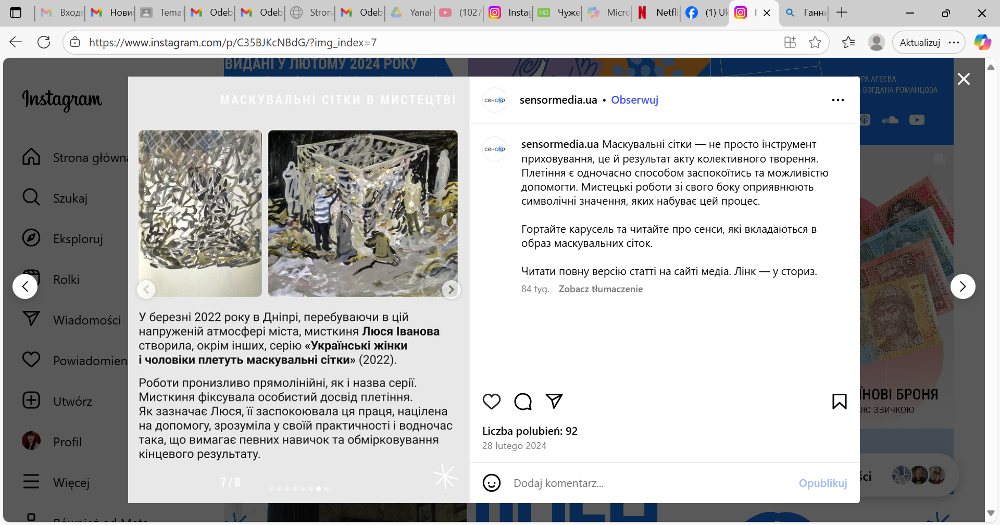 Входя
Нови
Temat
Odeb
Odeb
Strona
Odeb
Yanah
(1027
Instag
HD
Чуже
Micro
Netfli
(1) Uk
I
Ганни
https://www.instagram.com/p/C35BJKcNBdG/?img_index=7
Aktualizuj
ВИДАНІ У ЛЮТОМУ 2024 РОКУ
РА АГЕЄВА
БОГДАНА РОМАНЦОВА
Instagram
Strona główna
Szukaj
Eksploruj
Rolki
Wiadomości
Powiadomien
Utwórz
Profil
Więcej
Również od Meta
МАСКУВАЛЬНІ СІТКИ В МИСТЕЦТВІ
У березні 2022 року в Дніпрі, перебуваючи в цій
напруженій атмосфері міста, мисткиня Люся Іванова
створила, окрім інших, серію «Українські жінки
і чоловіки плетуть маскувальні сітки» (2022).
Роботи пронизливо прямолінійні, як і назва серії.
Мисткиня фіксувала особистий досвід плетіння.
Як зазначає Люся, її заспокоювала ця праця, націлена
на допомогу, зрозуміла у своїй практичності і водночас
така, що вимагає певних навичок та обмірковування
кінцевого результату.
7/8
сенсор
sensormedia.ua • Obserwuj
сенсор
sensormedia.ua Маскувальні сітки — не просто інструмент
приховування, це й результат акту колективного творення.
Плетіння є одночасно способом заспокоїтись та можливістю
допомогти. Мистецькі роботи зі свого боку оприявнюють
символічні значення, яких набуває цей процес.
Гортайте карусель та читайте про сенси, які вкладаються в
образ маскувальних сіток.
Читати повну версію статті на сайті медіа. Лінк — у сториз.
84 tyg. Zobacz tłumaczenie
Liczba polubień: 92
28 lutego 2024
Dodaj komentarz...
Opublikuj
ЇНОВІ БРОНЯ
ОЮ ЗВИЧКОЮ
ści